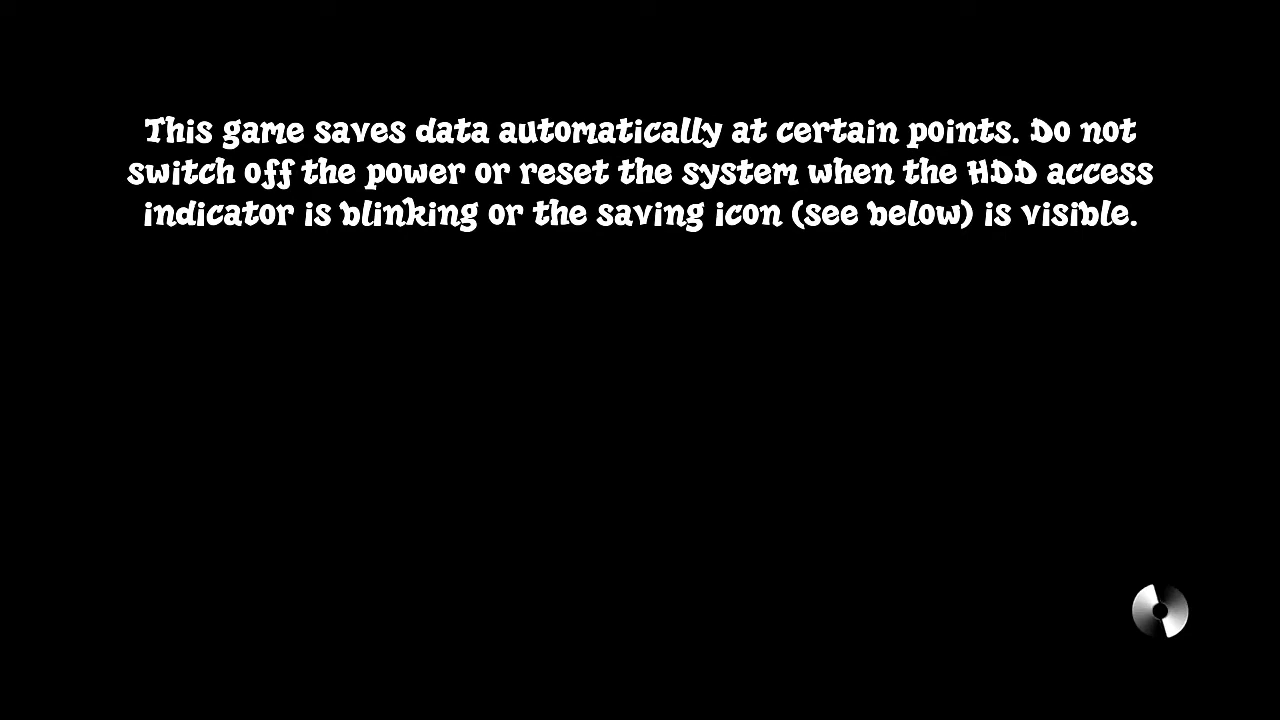 This game saves data automatically at certain points. Do not
switch off the power or reset the system when the HDD access
indicator is blinking or the saving icon (see below) is visible.